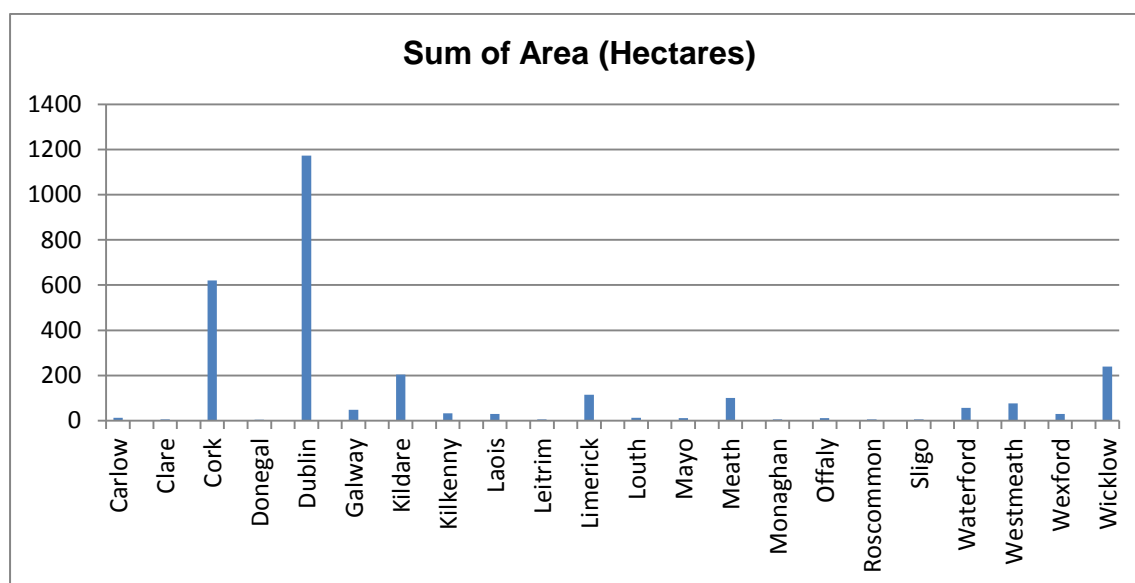 Sum of Area (Hectares)
1400
1200
1000
800
600
400
200
0
Carlow
Clare
Cork
Donegal
Dublin
Galway
Kildare
Kilkenny
Laois
Leitrim
Limerick
Louth
Mayo
Meath
Monaghan
Offaly
Roscommon
Sligo
Waterford
Westmeath
Wexford
Wicklow